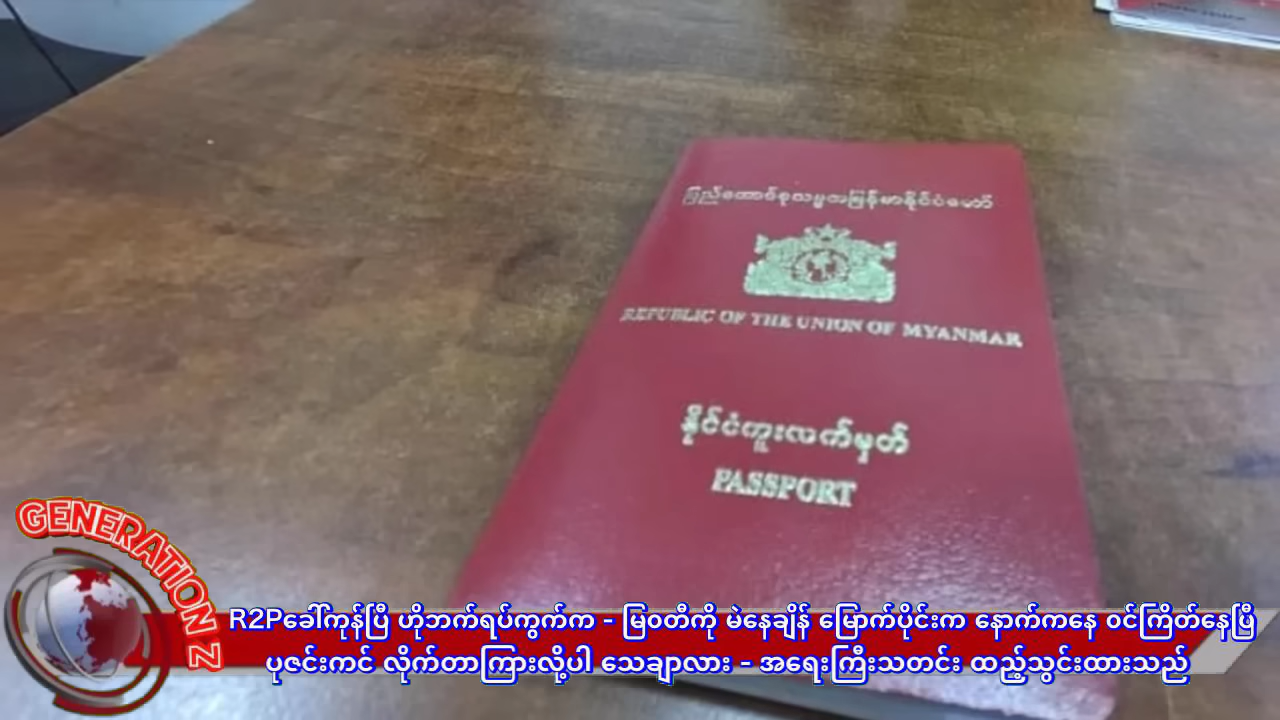 ပြည်ထောင်စုသမ္မတမြန်မာနိုင်ငံတော်
REPUBLIC OF THE UNION OF MYANMAR
နိုင်ငံကူးလက်မှတ်
PASSPORT
GENERATION Z
R2Pခေါ်ကုန်ပြီ ဟိုဘက်ရပ်ကွက်က - မြဝတီကို မဲနေချိန် မြောက်ပိုင်းက နောက်ကနေ ဝင်ကြိတ်နေပြီ
ပုဇင်းကင် လိုက်တာကြားလို့ပါ သေချာလား - အရေးကြီးသတင်း ထည့်သွင်းထားသည်